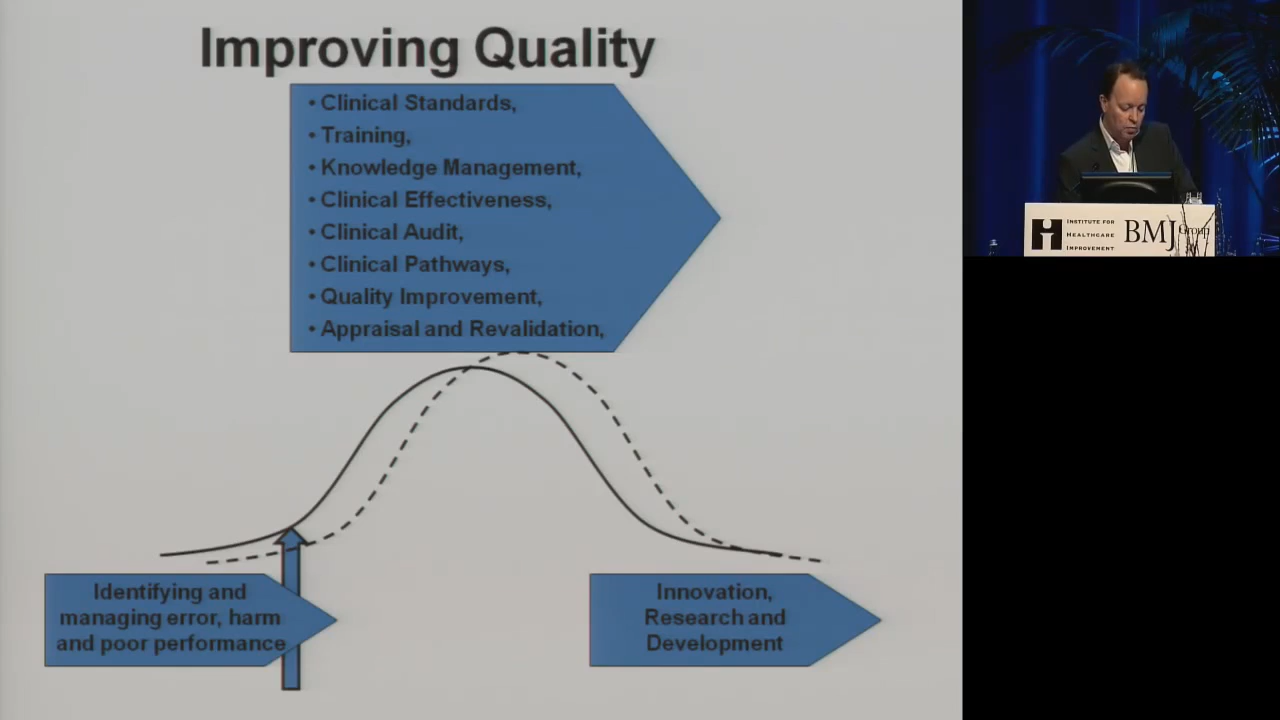 Improving Quality
• Clinical Standards,
• Training,
• Knowledge Management,
• Clinical Effectiveness,
• Clinical Audit,
• Clinical Pathways,
• Quality Improvement,
• Appraisal and Revalidation,
Identifying and
managing error, harm
and poor performance
Innovation,
Research and
Development
INSTITUTE FOR
HEALTHCARE
IMPROVEMENT
BMJ Group